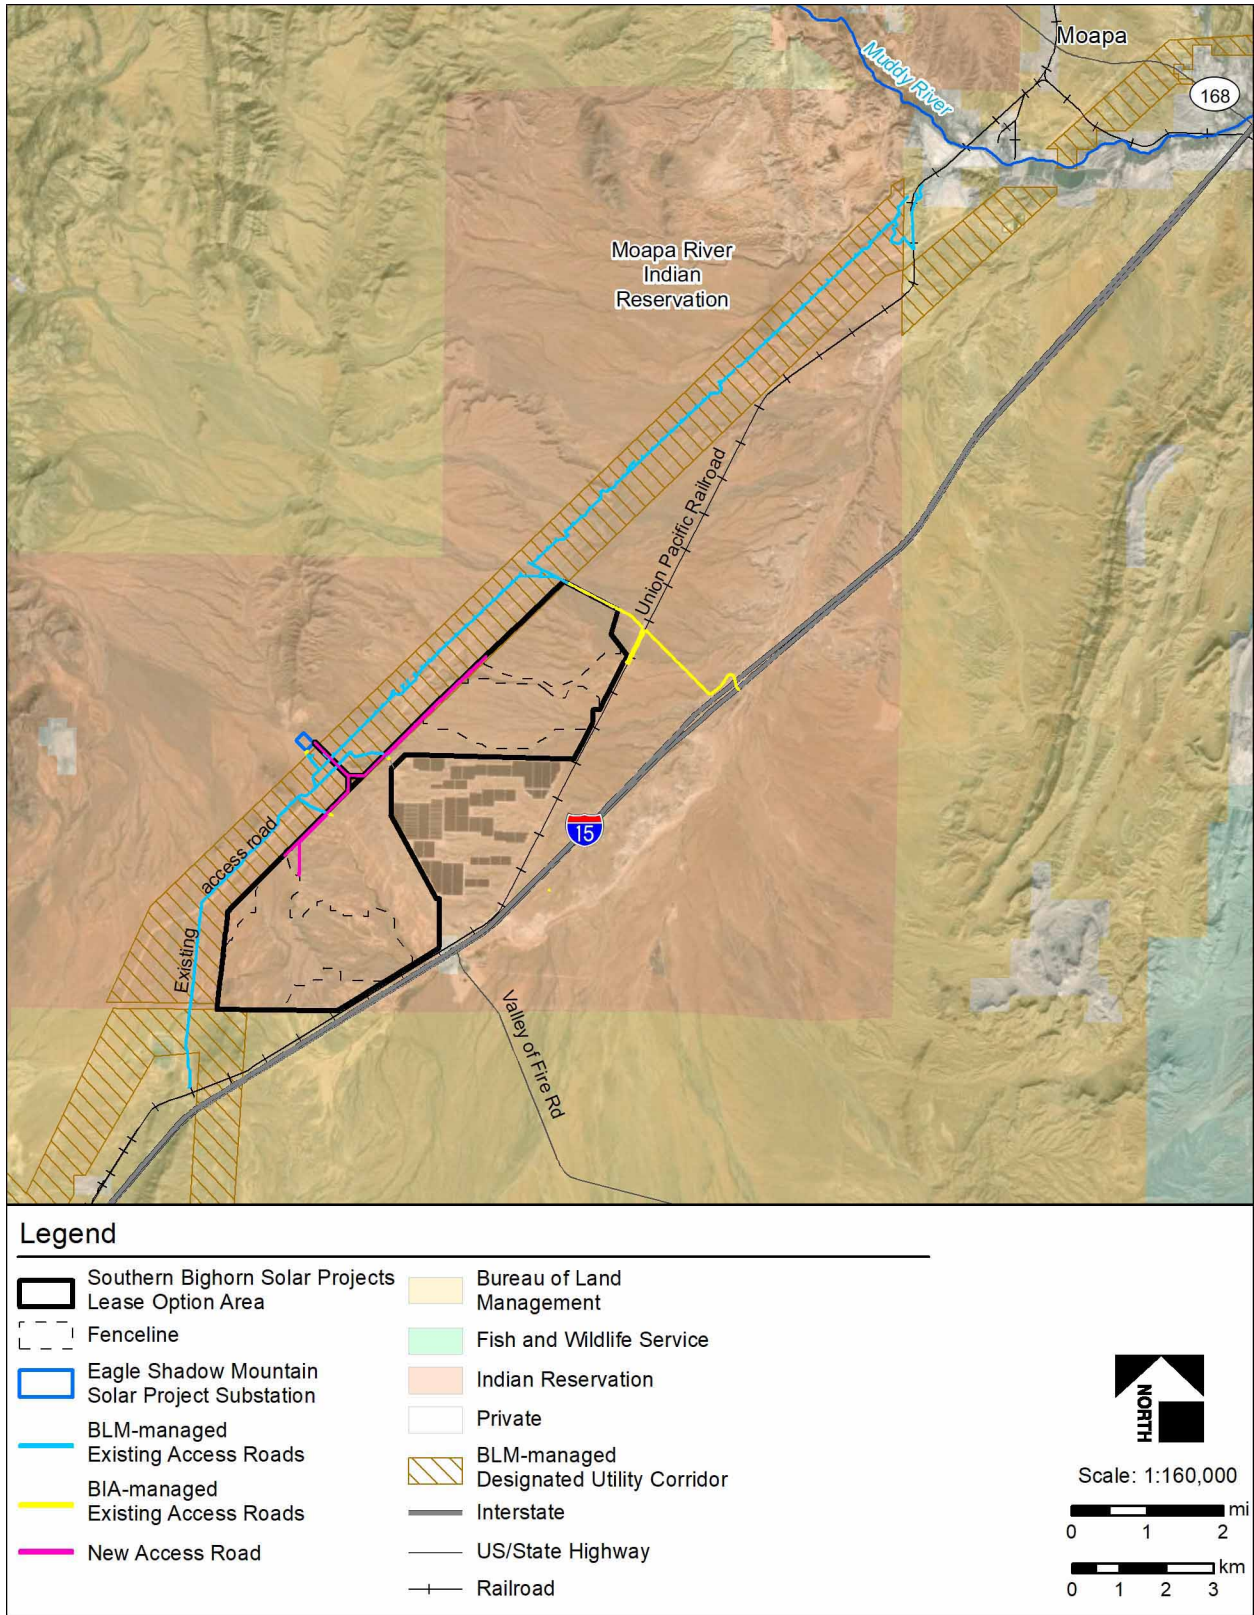 Moapa
Muddy River
168
Moapa River
Indian
Reservation
Union Pacific Railroad
15
access road
Existing
Valley of Fire Rd
Legend
Southern Bighorn Solar Projects
Lease Option Area
Fenceline
Eagle Shadow Mountain
Solar Project Substation
BLM-managed
Existing Access Roads
BIA-managed
Existing Access Roads
New Access Road
Bureau of Land
Management
Fish and Wildlife Service
Indian Reservation
Private
BLM-managed
Designated Utility Corridor
Interstate
US/State Highway
Railroad
NORTH
Scale: 1:160,000
mi
0 1 2
km
0 1 2 3